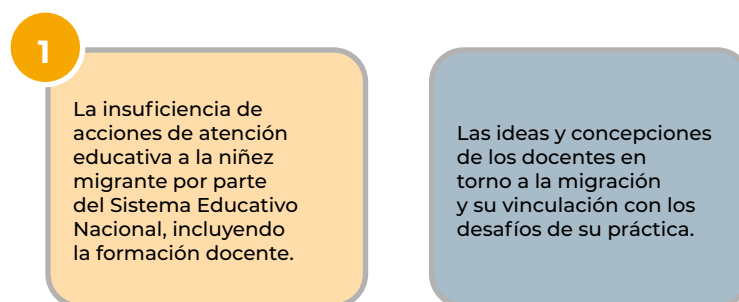 1
La insuficiencia de
acciones de atención
educativa a la niñez
migrante por parte
del Sistema Educativo
Nacional, incluyendo
la formación docente.
Las ideas y concepciones
de los docentes en
torno a la migración
y su vinculación con los
desafíos de su práctica.